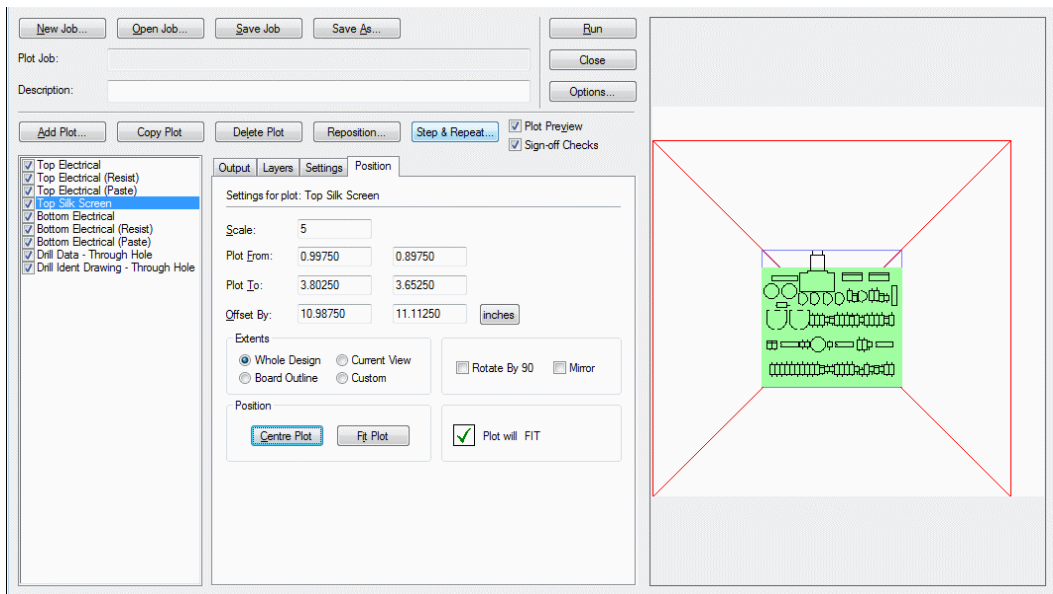 New Job... Open Job... Save Job Save As... Run
Plot Job: Close
Description: Options...
Add Plot... Copy Plot Delete Plot Reposition... Step & Repeat... Plot Preview
Sign-off Checks
Top Electrical
Top Electrical (Resist)
Top Electrical (Paste)
Top Silk Screen
Bottom Electrical
Bottom Electrical (Resist)
Bottom Electrical (Paste)
Drill Data - Through Hole
Drill Ident Drawing - Through Hole
Output Layers Settings Position
Settings for plot: Top Silk Screen
Scale: 5
Plot From: 0.99750 0.89750
Plot To: 3.80250 3.65250
Offset By: 10.98750 11.11250 inches
Extents
Whole Design Current View
Board Outline Custom
Rotate By 90 Mirror
Position
Centre Plot Fit Plot
Plot will FIT